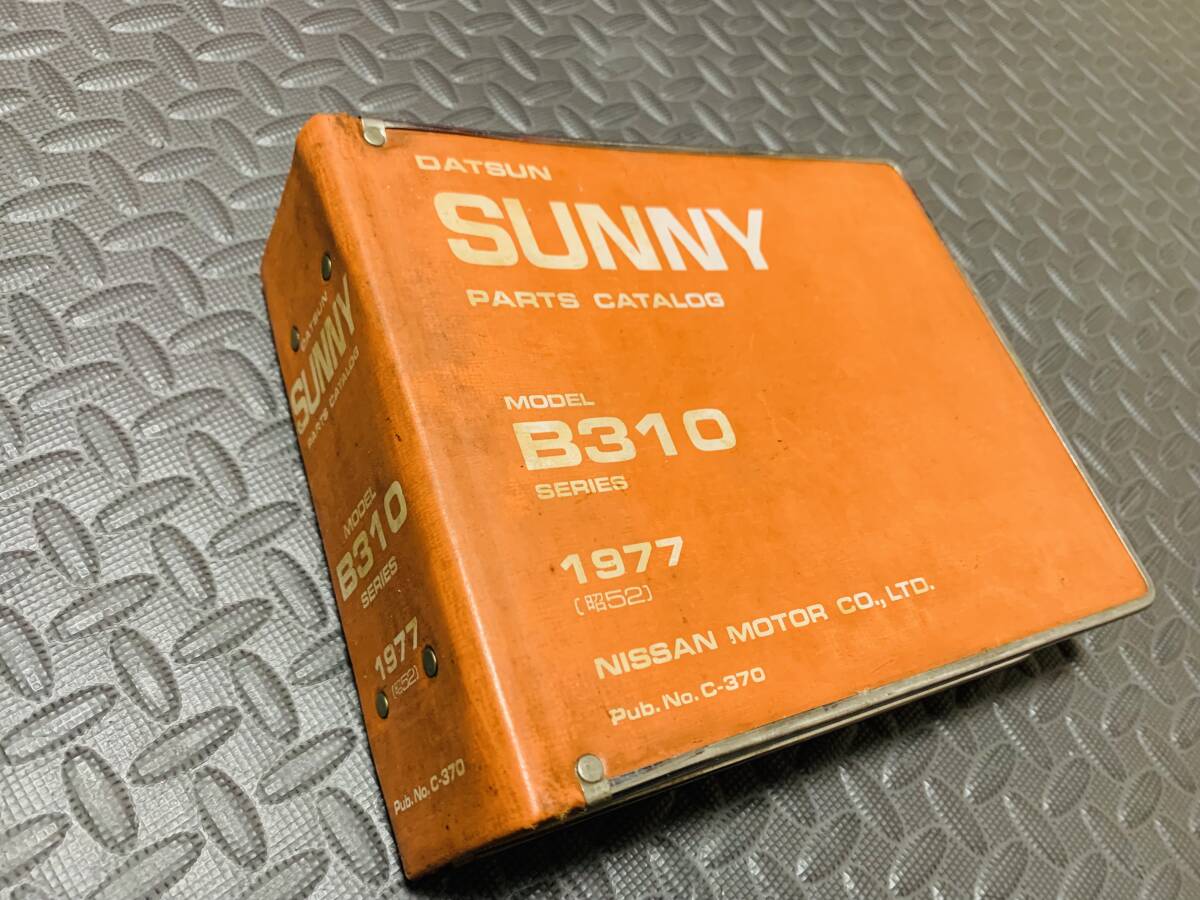 DATSUN
SUNNY
PARTS CATALOG
MODEL
B310
SERIES
1977
〔昭52〕
NISSAN MOTOR CO., LTD.
Pub. No. C-370
DATSUN
SUNNY
PARTS CATALOG
MODEL
B310
SERIES
1977
〔昭52〕
Pub. No. C-370